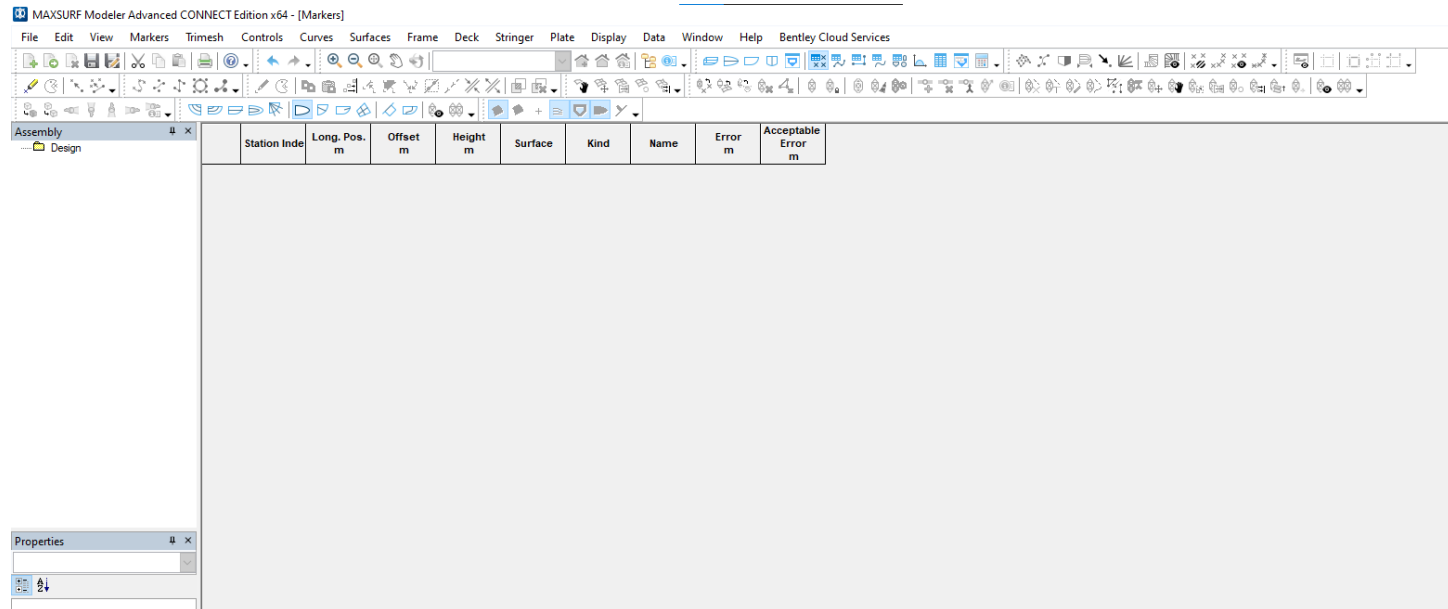 MAXSURF Modeler Advanced CONNECT Edition x64 - [Markers]
File Edit View Markers Trimesh Controls Curves Surfaces Frame Deck Stringer Plate Display Data Window Help Bentley Cloud Services
Assembly
Design
Station Inde
Long. Pos.
m
Offset
m
Height
m
Surface
Kind
Name
Error
m
Acceptable
Error
m
Properties